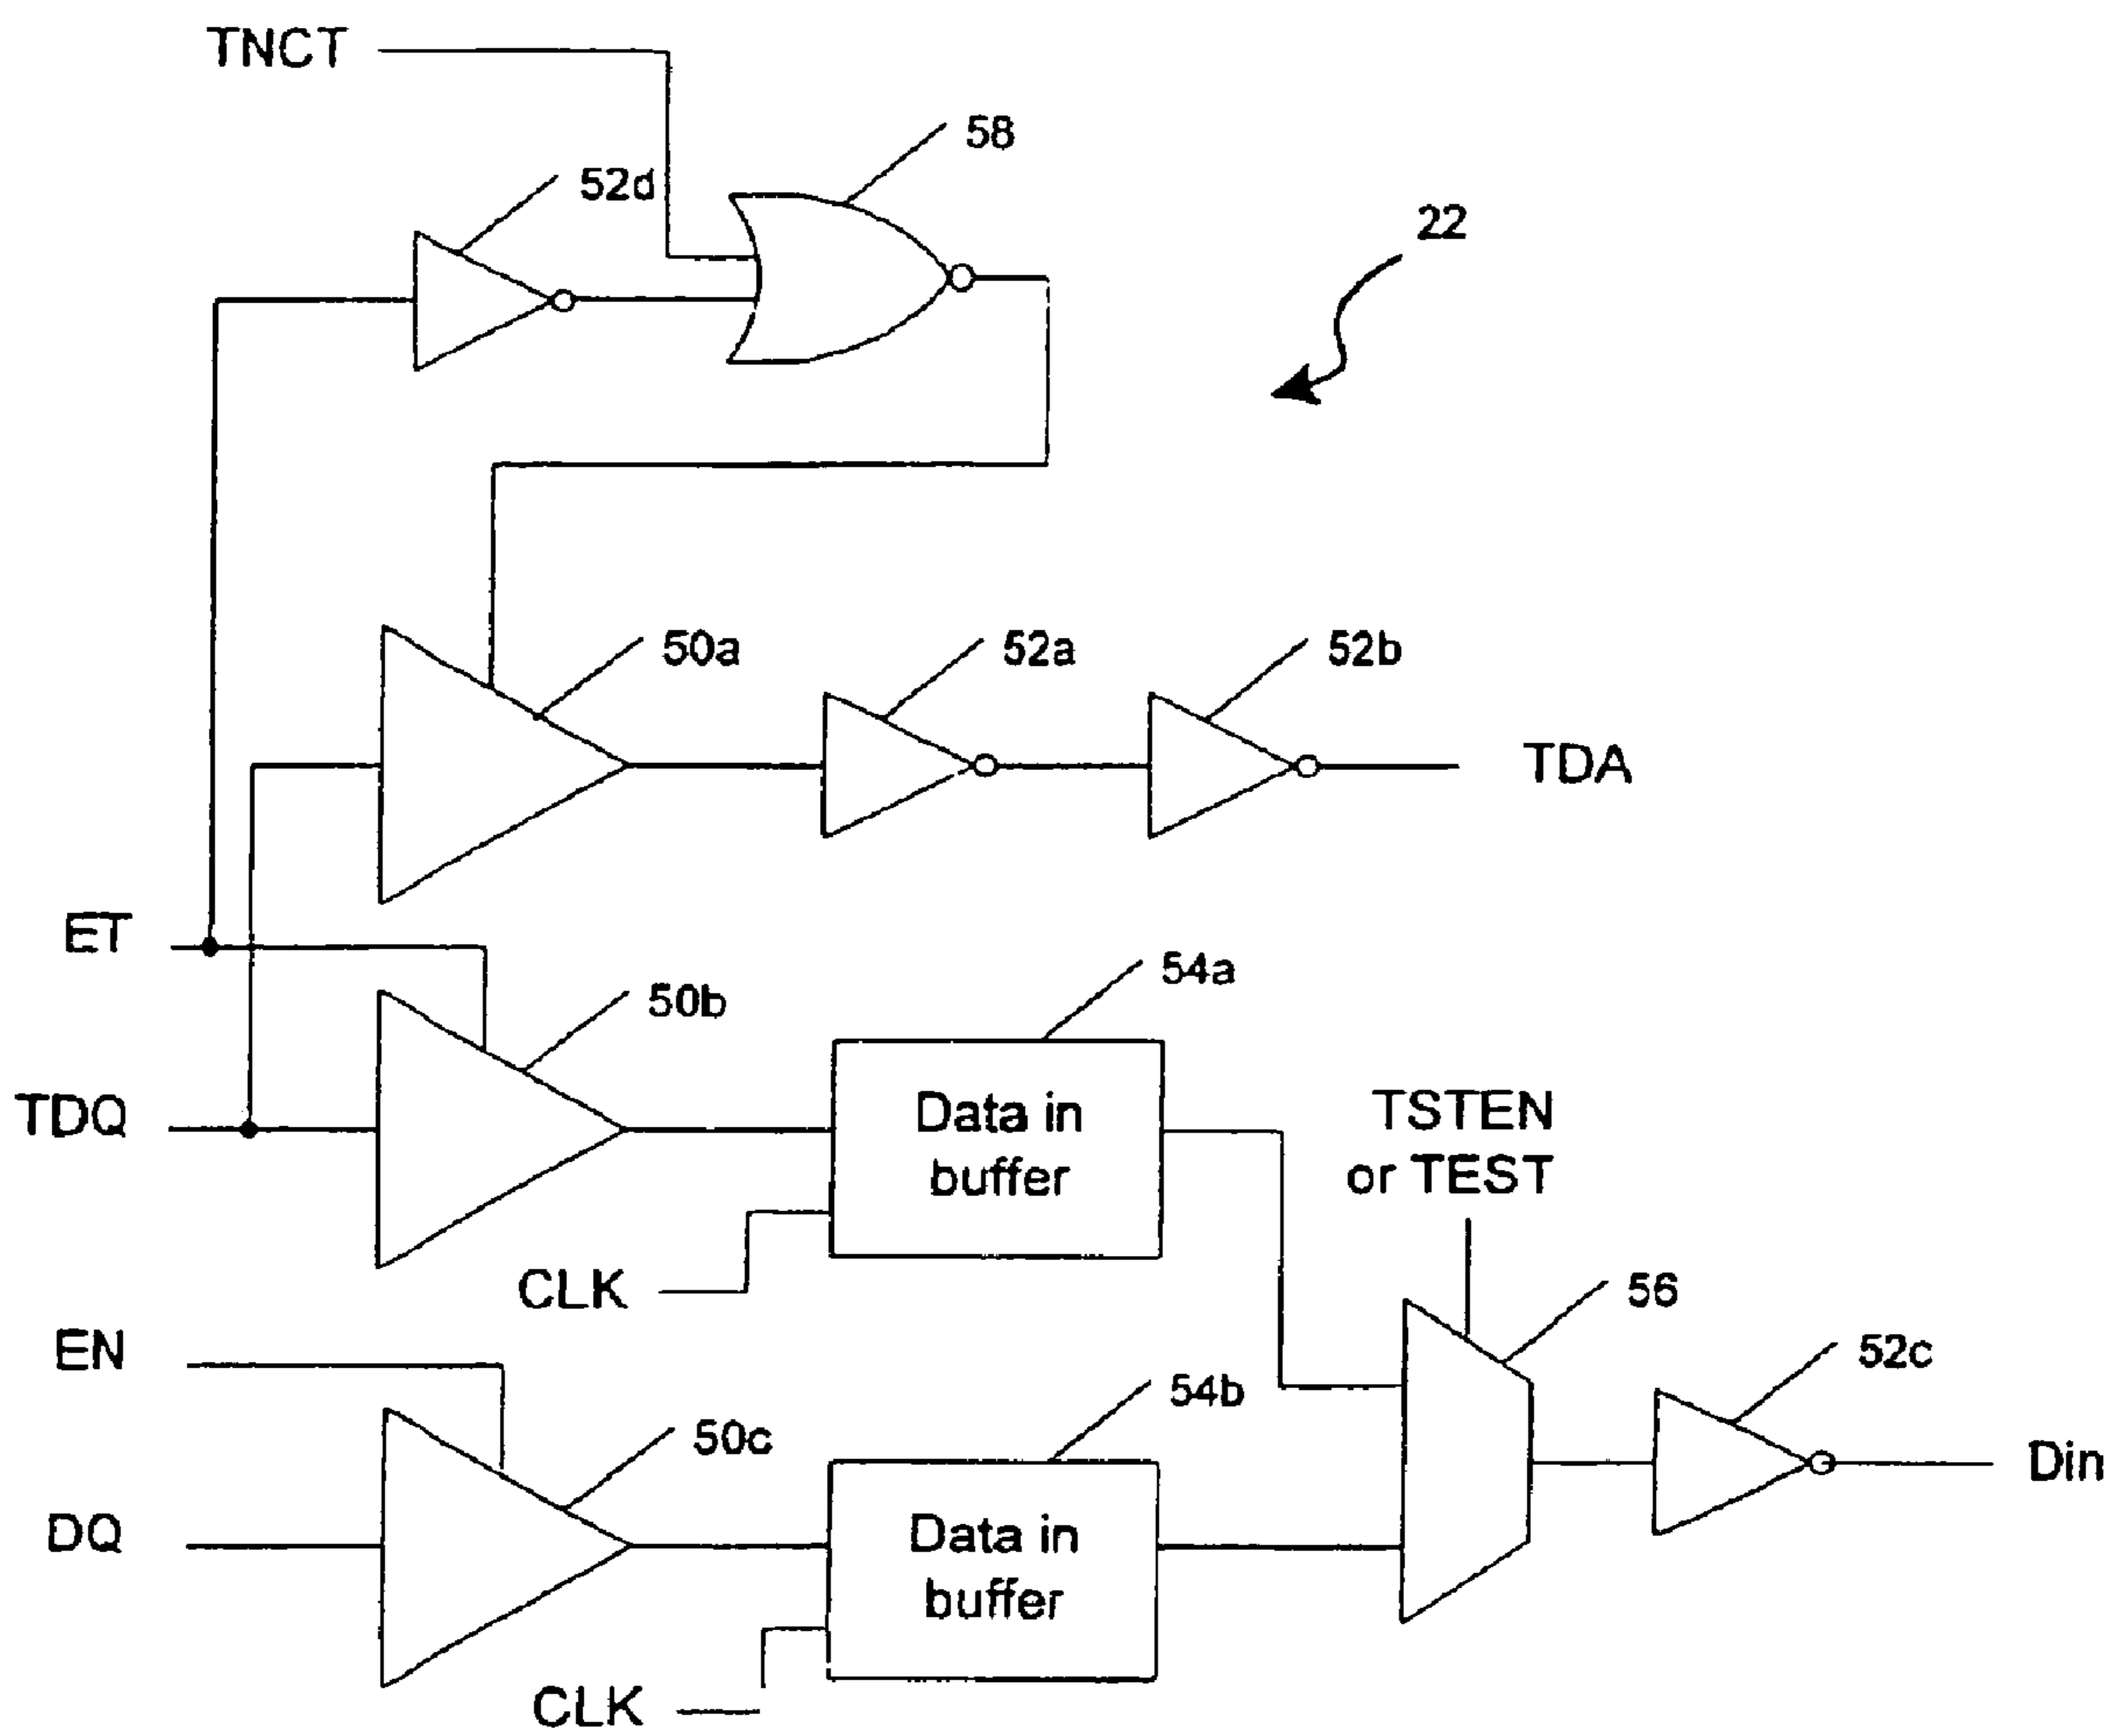 TNCT
58
52d
22
50a
52a
52b
TDA
E̅T̅
50b
54a
TDQ
Data in
buffer
TSTEN
or TEST
CLK
56
EN
52c
54b
50c
Din
DQ
Data in
buffer
CLK